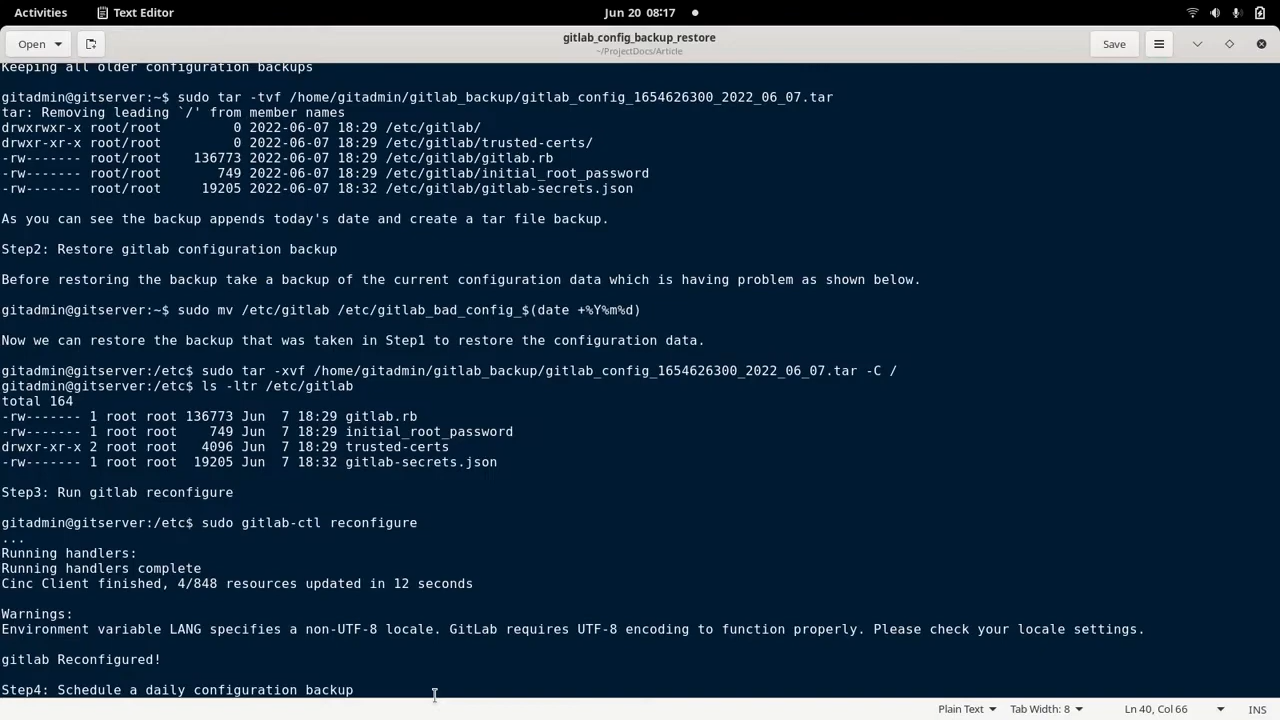 Activities
Text Editor
Jun 20 08:17
Open
gitlab_config_backup_restore
~/ProjectDocs/Article
Save
Keeping all older configuration backups
gitadmin@gitserver:~$ sudo tar -tvf /home/gitadmin/gitlab_backup/gitlab_config_1654626300_2022_06_07.tar
tar: Removing leading `/' from member names
drwxrwxr-x root/root         0 2022-06-07 18:29 /etc/gitlab/
drwxr-xr-x root/root         0 2022-06-07 18:29 /etc/gitlab/trusted-certs/
-rw------- root/root    136773 2022-06-07 18:29 /etc/gitlab/gitlab.rb
-rw------- root/root       749 2022-06-07 18:29 /etc/gitlab/initial_root_password
-rw------- root/root     19205 2022-06-07 18:32 /etc/gitlab/gitlab-secrets.json
As you can see the backup appends today's date and create a tar file backup.
Step2: Restore gitlab configuration backup
Before restoring the backup take a backup of the current configuration data which is having problem as shown below.
gitadmin@gitserver:~$ sudo mv /etc/gitlab /etc/gitlab_bad_config_$(date +%Y%m%d)
Now we can restore the backup that was taken in Step1 to restore the configuration data.
gitadmin@gitserver:/etc$ sudo tar -xvf /home/gitadmin/gitlab_backup/gitlab_config_1654626300_2022_06_07.tar -C /
gitadmin@gitserver:/etc$ ls -ltr /etc/gitlab
total 164
-rw------- 1 root root 136773 Jun  7 18:29 gitlab.rb
-rw------- 1 root root    749 Jun  7 18:29 initial_root_password
drwxr-xr-x 2 root root   4096 Jun  7 18:29 trusted-certs
-rw------- 1 root root  19205 Jun  7 18:32 gitlab-secrets.json
Step3: Run gitlab reconfigure
gitadmin@gitserver:/etc$ sudo gitlab-ctl reconfigure
...
Running handlers:
Running handlers complete
Cinc Client finished, 4/848 resources updated in 12 seconds
Warnings:
Environment variable LANG specifies a non-UTF-8 locale. GitLab requires UTF-8 encoding to function properly. Please check your locale settings.
gitlab Reconfigured!
Step4: Schedule a daily configuration backup
Plain Text
Tab Width: 8
Ln 40, Col 66
INS